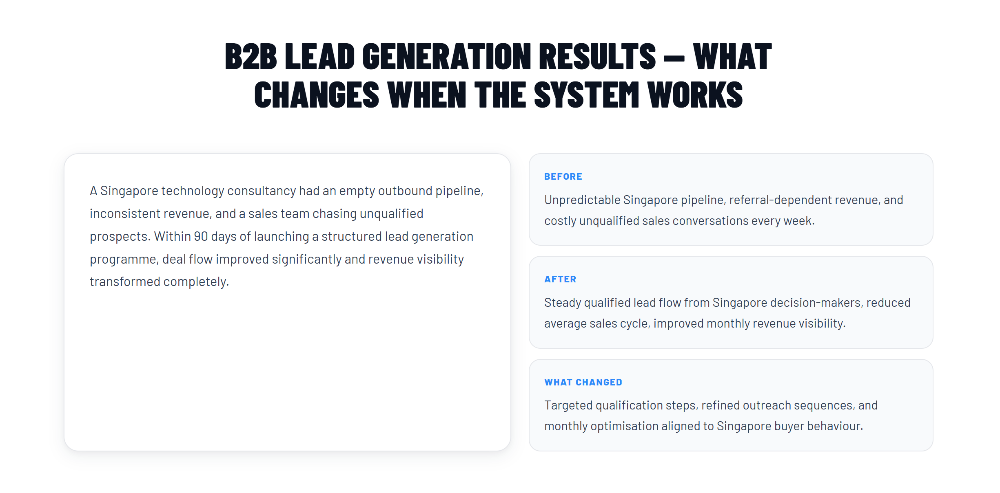 B2B LEAD GENERATION RESULTS – WHAT
CHANGES WHEN THE SYSTEM WORKS
A Singapore technology consultancy had an empty outbound pipeline,
inconsistent revenue, and a sales team chasing unqualified
prospects. Within 90 days of launching a structured lead generation
programme, deal flow improved significantly and revenue visibility
transformed completely.
BEFORE
Unpredictable Singapore pipeline, referral-dependent revenue, and
costly unqualified sales conversations every week.
AFTER
Steady qualified lead flow from Singapore decision-makers, reduced
average sales cycle, improved monthly revenue visibility.
WHAT CHANGED
Targeted qualification steps, refined outreach sequences, and
monthly optimisation aligned to Singapore buyer behaviour.